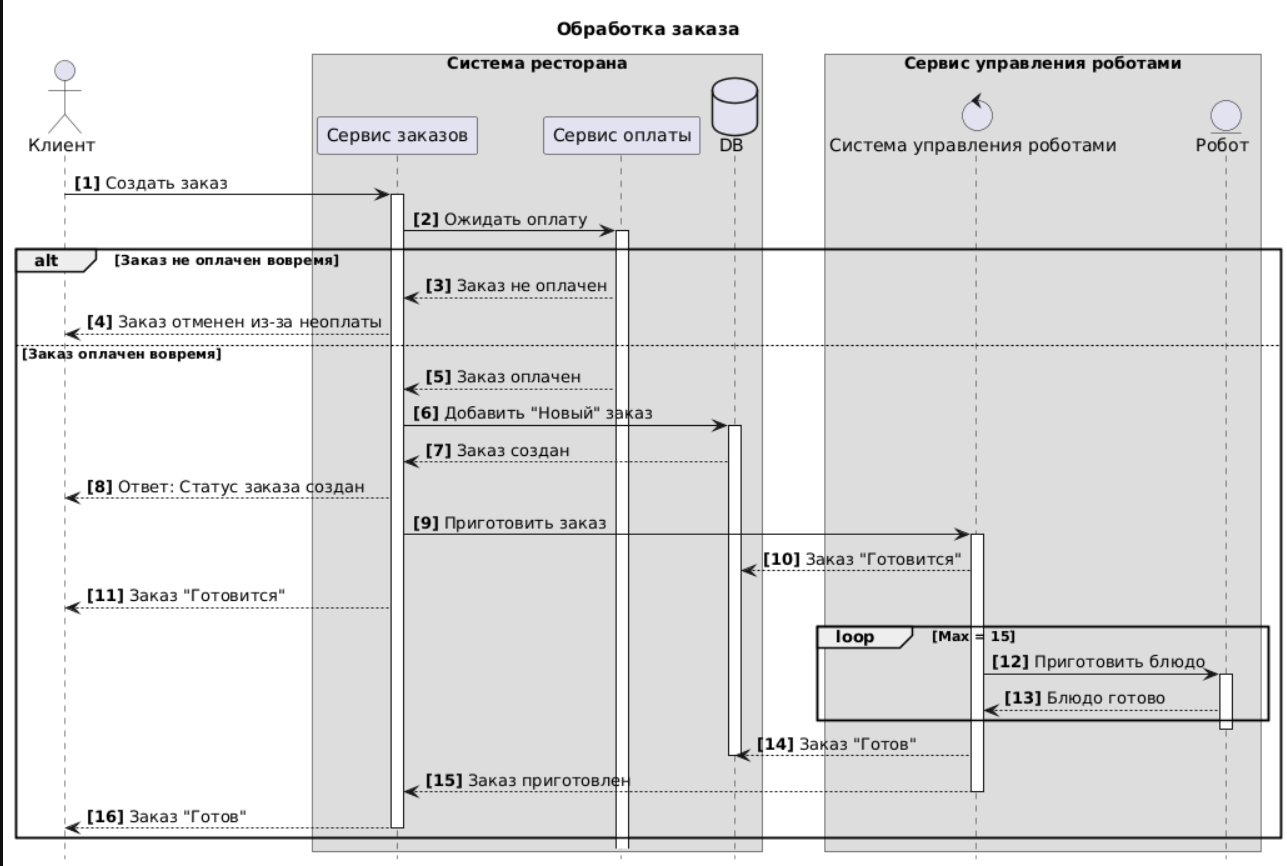 Обработка заказа
Система ресторана
Сервис управления роботами
Клиент
Сервис заказов
Сервис оплаты
DB
Система управления роботами
Робот
[1] Создать заказ
[2] Ожидать оплату
alt [Заказ не оплачен вовремя]
[3] Заказ не оплачен
[4] Заказ отменен из-за неоплаты
[Заказ оплачен вовремя]
[5] Заказ оплачен
[6] Добавить "Новый" заказ
[7] Заказ создан
[8] Ответ: Статус заказа создан
[9] Приготовить заказ
[10] Заказ "Готовится"
[11] Заказ "Готовится"
loop [Max = 15]
[12] Приготовить блюдо
[13] Блюдо готово
[14] Заказ "Готов"
[15] Заказ приготовлен
[16] Заказ "Готов"